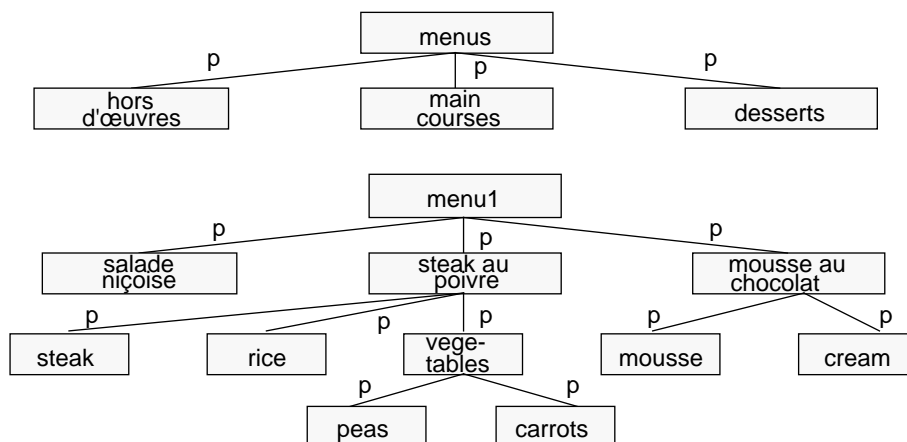 menus
p
p
p
hors
d'œuvres
main
courses
desserts
menu1
p
p
p
salade
niçoise
steak au
poivre
mousse au
chocolat
p
p
p
p
p
steak
rice
vege-
tables
mousse
cream
p
p
peas
carrots